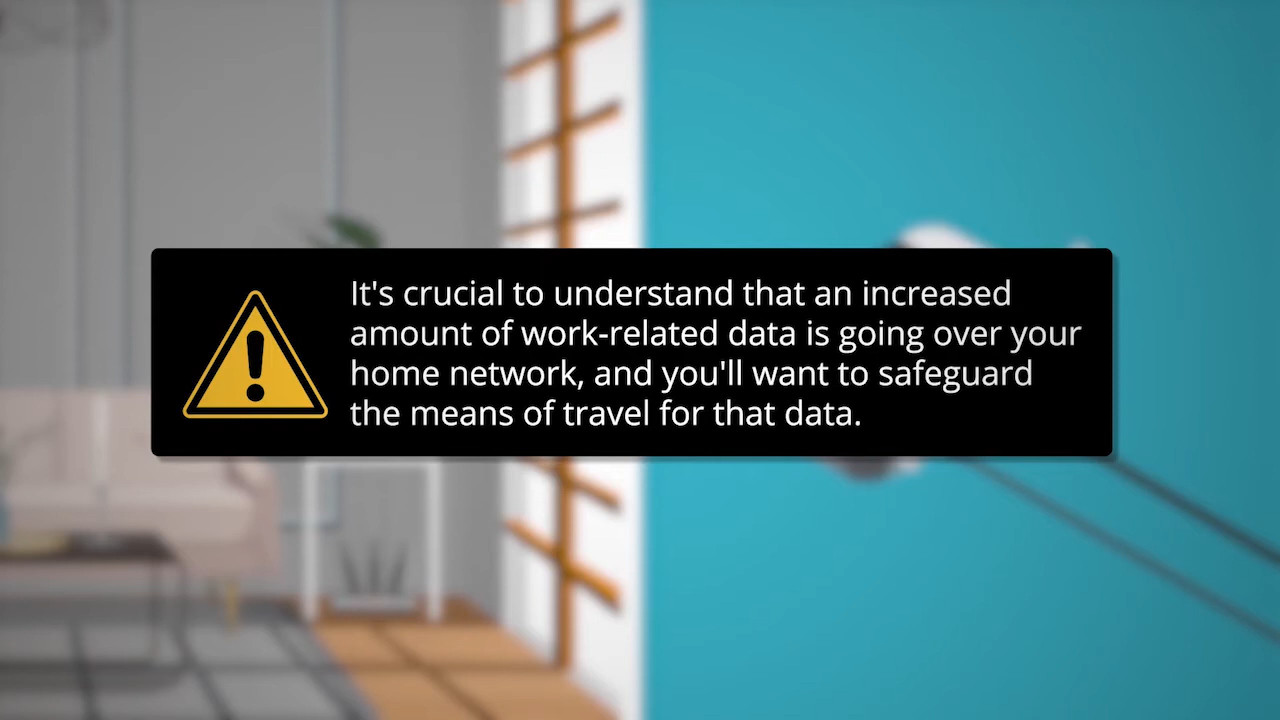 It's crucial to understand that an increased
amount of work-related data is going over your
home network, and you'll want to safeguard
the means of travel for that data.